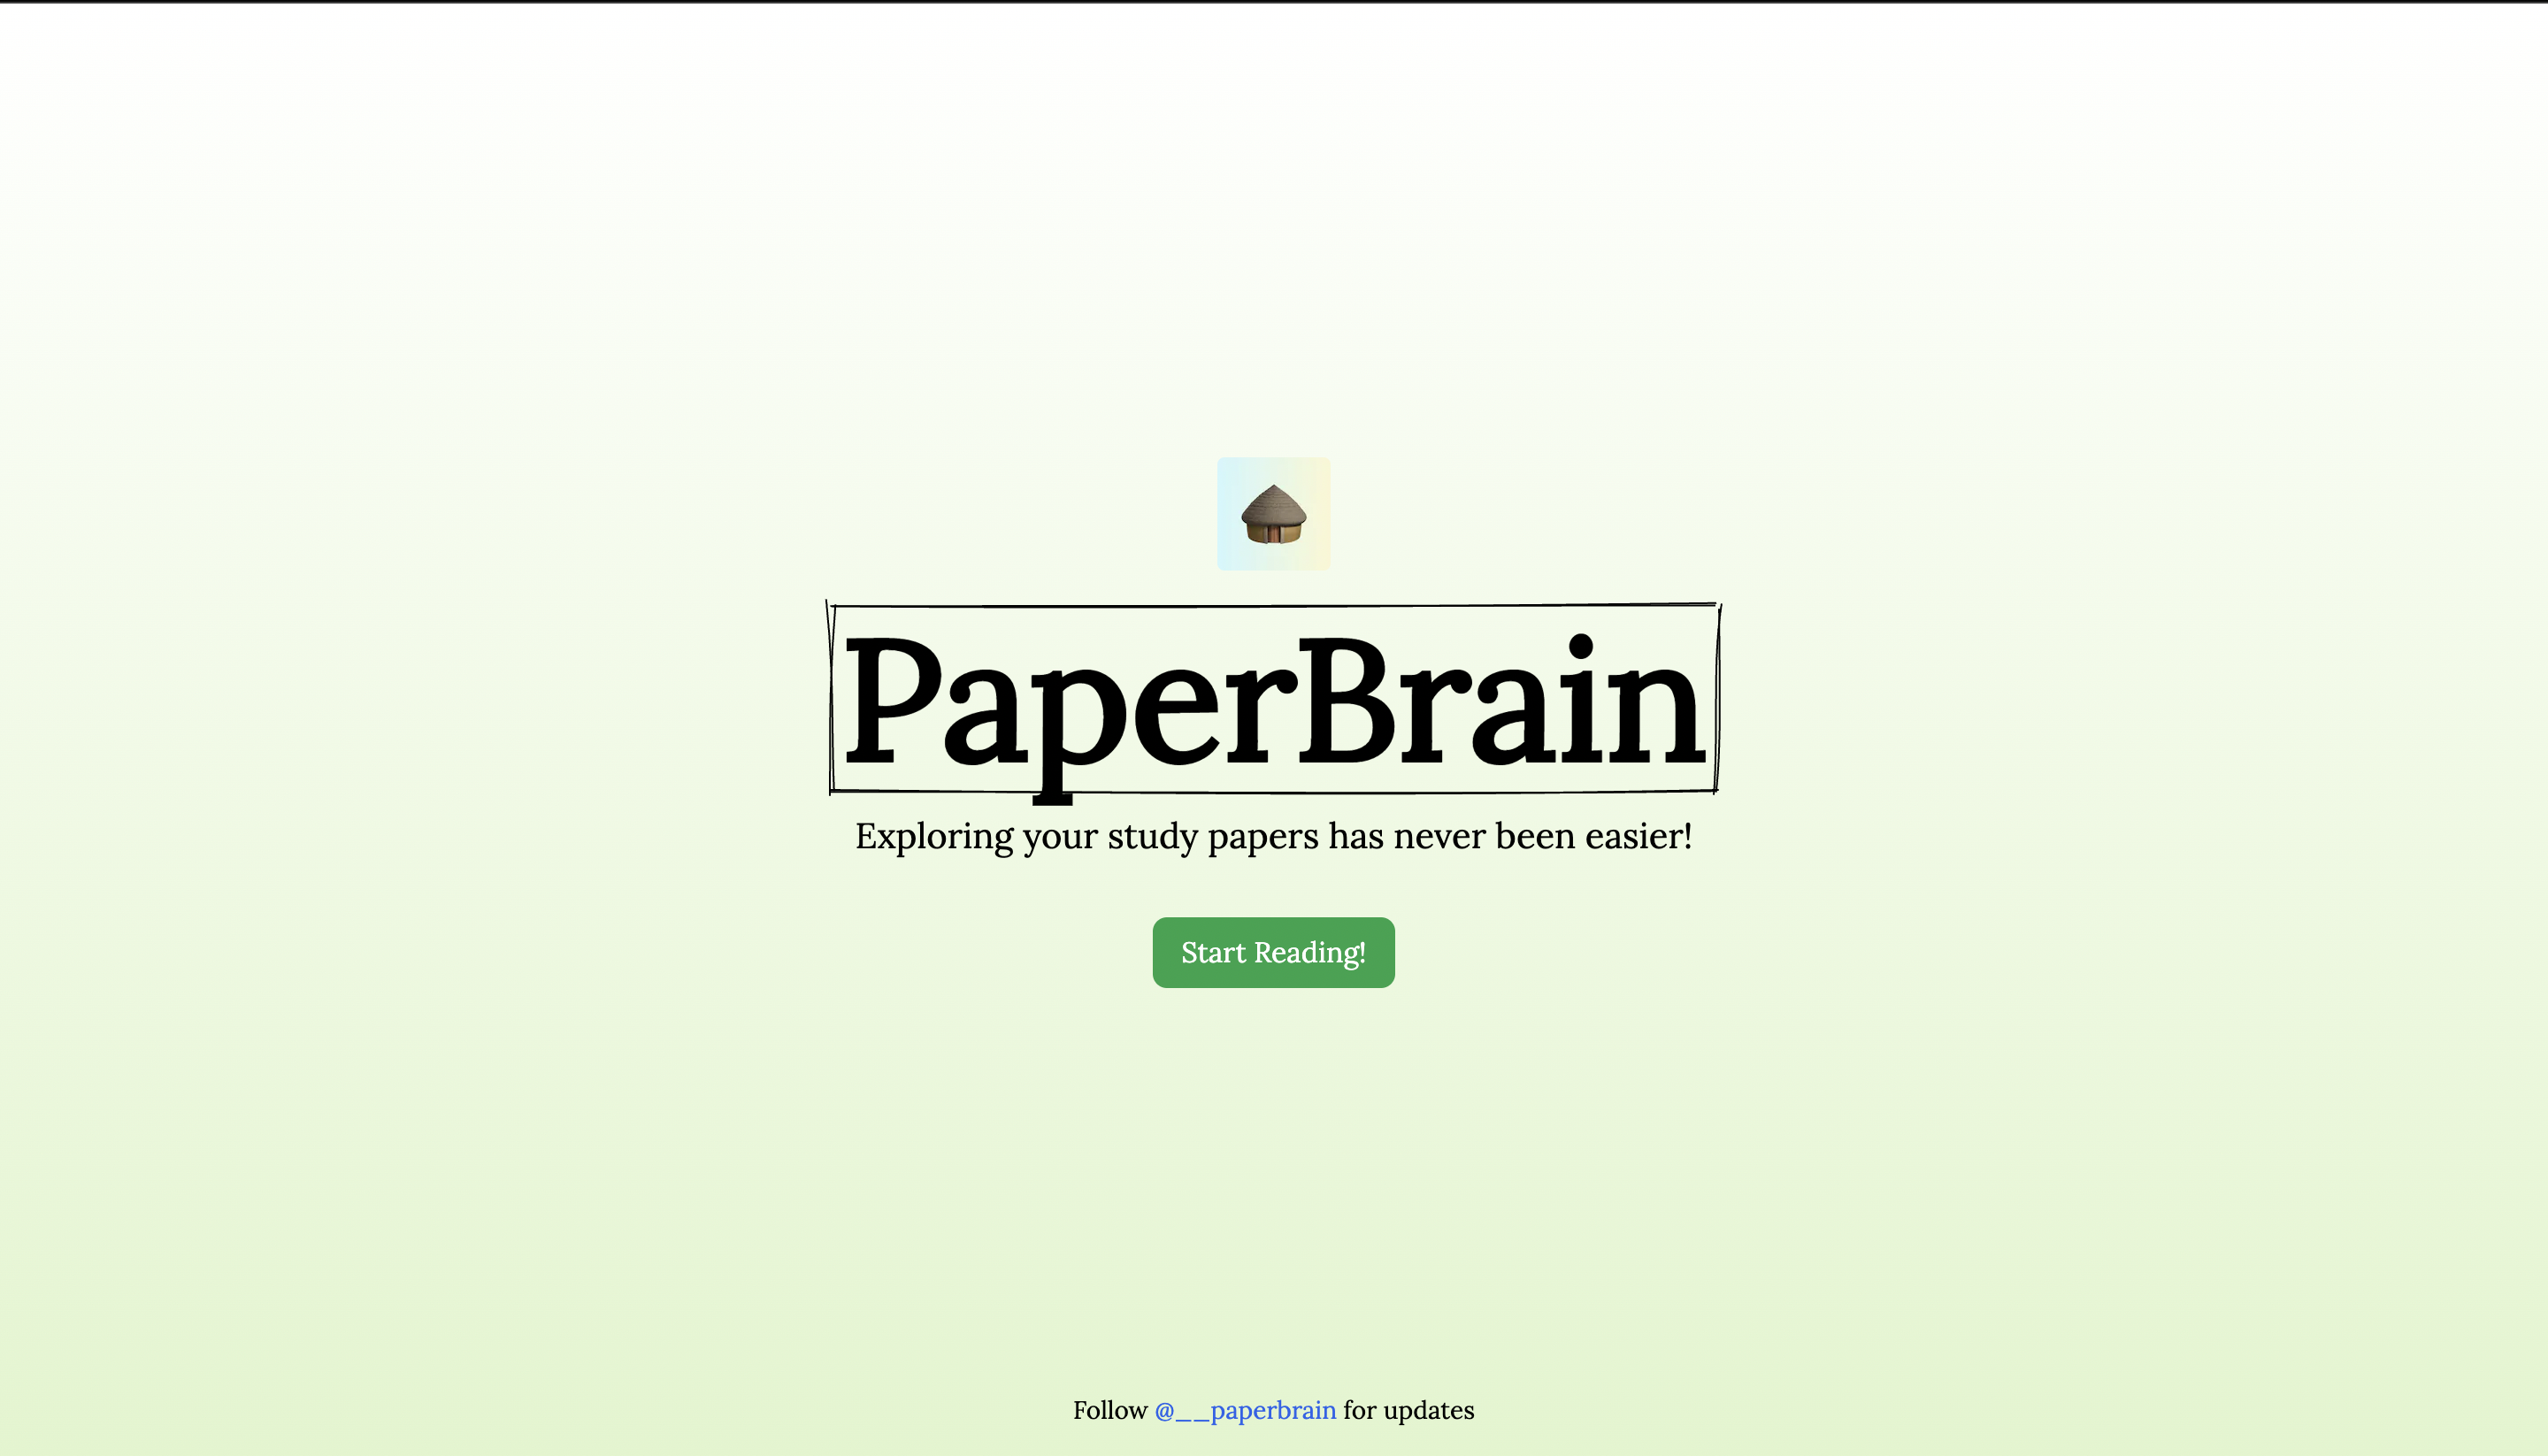 PaperBrain
Exploring your study papers has never been easier!
Start Reading!
Follow @__paperbrain for updates